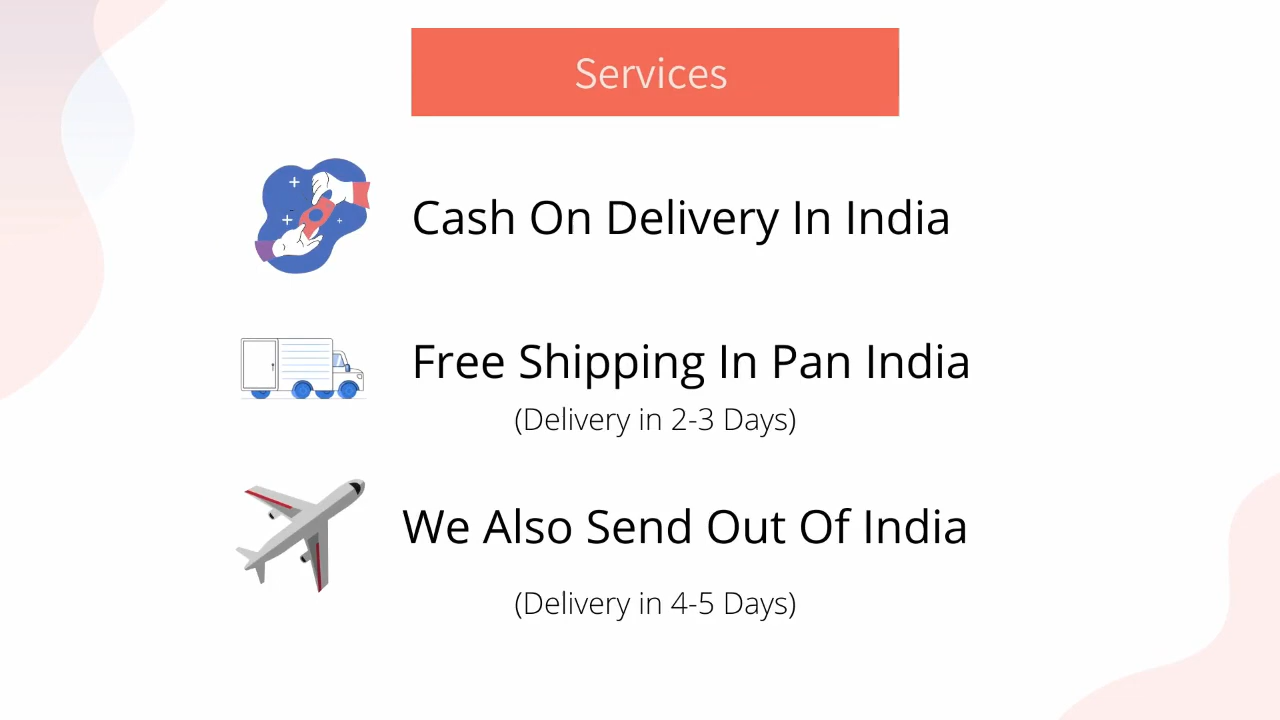 Services
Cash On Delivery In India
Free Shipping In Pan India
(Delivery in 2-3 Days)
We Also Send Out Of India
(Delivery in 4-5 Days)